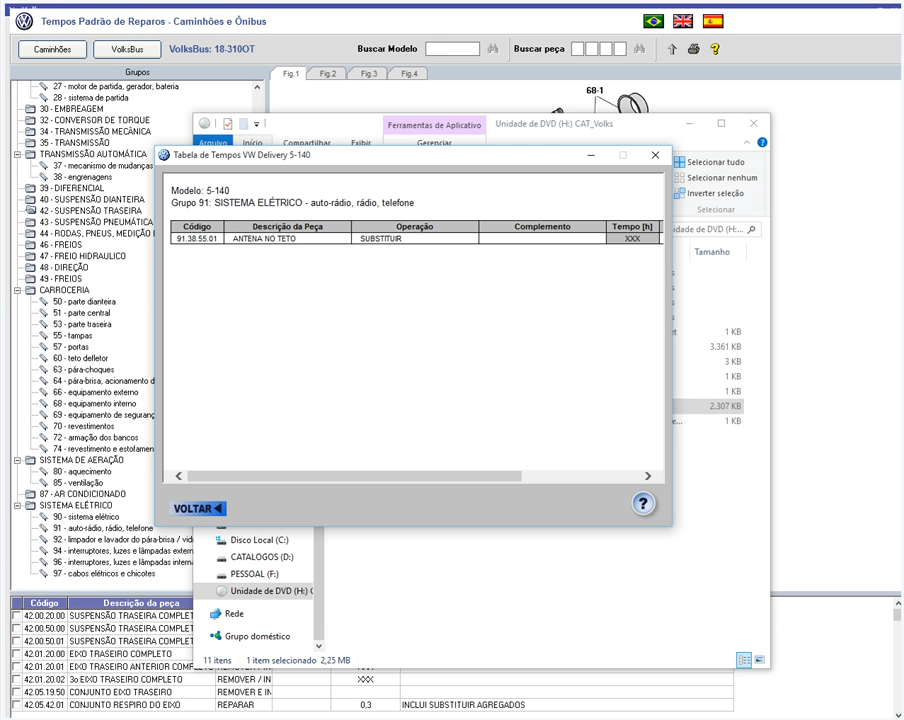 Tempos Padrão de Reparos - Caminhões e Ônibus
Caminhões VolksBus VolksBus: 18-310OT Buscar Modelo Buscar peça
Grupos Fig.1 Fig.2 Fig.3 Fig.4
27 - motor de partida, gerador, bateria
28 - sistema de partida
30 - EMBREAGEM
32 - CONVERSOR DE TORQUE
34 - TRANSMISSÃO MECÂNICA
35 - TRANSMISSÃO
TRANSMISSÃO AUTOMÁTICA
37 - mecanismo de mudanças
38 - engrenagens
39 - DIFERENCIAL
40 - SUSPENSÃO DIANTEIRA
42 - SUSPENSÃO TRASEIRA
43 - SUSPENSÃO PNEUMÁTICA
44 - RODAS, PNEUS, MEDIÇÃO
46 - FREIOS
47 - FREIO HIDRAULICO
48 - DIREÇÃO
49 - FREIOS
CARROCERIA
50 - parte dianteira
51 - parte central
53 - parte traseira
55 - tampas
57 - portas
60 - teto defletor
63 - pára-choques
64 - pára-brisa, acionamento d
66 - equipamento externo
68 - equipamento interno
69 - equipamento de seguranç
70 - revestimentos
72 - armação dos bancos
74 - revestimento e estofamen
SISTEMA DE AERAÇÃO
80 - aquecimento
85 - ventilação
87 - AR CONDICIONADO
SISTEMA ELÉTRICO
90 - sistema elétrico
91 - auto-rádio, rádio, telefone
92 - limpador e lavador do pára-brisa / vid
94 - interruptores, luzes e lâmpadas extern
96 - interruptores, luzes e lâmpadas intern
97 - cabos elétricos e chicotes
68-1
Ferramentas de Aplicativo Unidade de DVD (H:) CAT_Volks
Arquivo Início Compartilhar Exibir Gerenciar
Selecionar tudo
Selecionar nenhum
Inverter seleção
Selecionar
idade de DVD (H:...
Tamanho
1 KB
3.361 KB
3 KB
1 KB
1 KB
2.307 KB
1 KB
Tabela de Tempos VW Delivery 5-140
Modelo: 5-140
Grupo 91: SISTEMA ELÉTRICO - auto-rádio, rádio, telefone
Código Descrição da Peça Operação Complemento Tempo [h]
91.38.55.01 ANTENA NO TETO SUBSTITUIR XXX
VOLTAR
?
Disco Local (C:)
CATALOGOS (D:)
PESSOAL (F:)
Unidade de DVD (H:) C
Rede
Grupo doméstico
11 itens 1 item selecionado 2,25 MB
Código Descrição da peça
42.00.20.00 SUSPENSÃO TRASEIRA COMPLET
42.00.50.00 SUSPENSÃO TRASEIRA COMPLET
42.00.50.01 SUSPENSÃO TRASEIRA COMPLET
42.01.20.00 EIXO TRASEIRO COMPLETO
42.01.20.01 EIXO TRASEIRO ANTERIOR COMP
42.01.20.02 3o EIXO TRASEIRO COMPLETO REMOVER / IN XXX
42.05.19.50 CONJUNTO EIXO TRASEIRO REMOVER E IN
42.05.42.01 CONJUNTO RESPIRO DO EIXO REPARAR 0,3 INCLUI SUBSTITUIR AGREGADOS